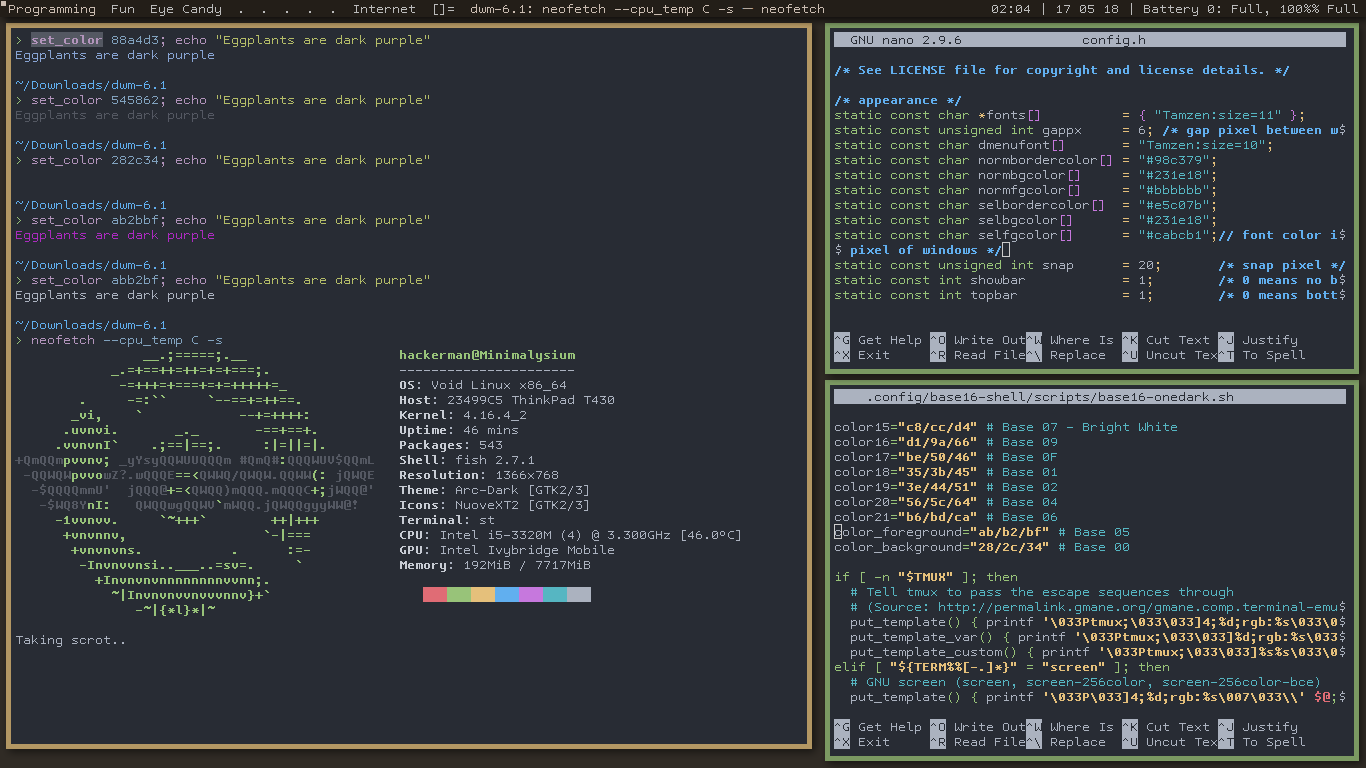 Programming Fun Eye Candy . . . . . Internet []= dwm-6.1: neofetch --cpu_temp C -s — neofetch 02:04 | 17 05 18 | Battery 0: Full, 100%% Full
> set_color 88a4d3; echo "Eggplants are dark purple"
Eggplants are dark purple
~/Downloads/dwm-6.1
> set_color 545862; echo "Eggplants are dark purple"
Eggplants are dark purple
~/Downloads/dwm-6.1
> set_color 282c34; echo "Eggplants are dark purple"
~/Downloads/dwm-6.1
> set_color ab2bbf; echo "Eggplants are dark purple"
Eggplants are dark purple
~/Downloads/dwm-6.1
> set_color abb2bf; echo "Eggplants are dark purple"
Eggplants are dark purple
~/Downloads/dwm-6.1
> neofetch --cpu_temp C -s
hackerman@Minimalysium
----------------------
OS: Void Linux x86_64
Host: 23499C5 ThinkPad T430
Kernel: 4.16.4_2
Uptime: 46 mins
Packages: 543
Shell: fish 2.7.1
Resolution: 1366x768
Theme: Arc-Dark [GTK2/3]
Icons: NuoveXT2 [GTK2/3]
Terminal: st
CPU: Intel i5-3320M (4) @ 3.300GHz [46.0ºC]
GPU: Intel Ivybridge Mobile
Memory: 192MiB / 7717MiB
Taking scrot..
GNU nano 2.9.6 config.h
/* See LICENSE file for copyright and license details. */
/* appearance */
static const char *fonts[] = { "Tamzen:size=11" };
static const unsigned int gappx = 6; /* gap pixel between w$
static const char dmenufont[] = "Tamzen:size=10";
static const char normbordercolor[] = "#98c379";
static const char normbgcolor[] = "#231e18";
static const char normfgcolor[] = "#bbbbbb";
static const char selbordercolor[] = "#e5c07b";
static const char selbgcolor[] = "#231e18";
static const char selfgcolor[] = "#cabcb1";// font color i$
$ pixel of windows */
static const unsigned int snap = 20; /* snap pixel */
static const int showbar = 1; /* 0 means no b$
static const int topbar = 1; /* 0 means bott$
^G Get Help ^O Write Out^W Where Is ^K Cut Text ^J Justify
^X Exit ^R Read File^\ Replace ^U Uncut Tex^T To Spell
.config/base16-shell/scripts/base16-onedark.sh
color15="c8/cc/d4" # Base 07 - Bright White
color16="d1/9a/66" # Base 09
color17="be/50/46" # Base 0F
color18="35/3b/45" # Base 01
color19="3e/44/51" # Base 02
color20="56/5c/64" # Base 04
color21="b6/bd/ca" # Base 06
color_foreground="ab/b2/bf" # Base 05
color_background="28/2c/34" # Base 00
if [ -n "$TMUX" ]; then
# Tell tmux to pass the escape sequences through
# (Source: http://permalink.gmane.org/gmane.comp.terminal-emu$
put_template() { printf '\033Ptmux;\033\033]4;%d;rgb:%s\033\0$
put_template_var() { printf '\033Ptmux;\033\033]%d;rgb:%s\033$
put_template_custom() { printf '\033Ptmux;\033\033]%s%s\033\0$
elif [ "${TERM%%[-.]*}" = "screen" ]; then
# GNU screen (screen, screen-256color, screen-256color-bce)
put_template() { printf '\033P\033]4;%d;rgb:%s\007\033\\' $@;$
^G Get Help ^O Write Out^W Where Is ^K Cut Text ^J Justify
^X Exit ^R Read File^\ Replace ^U Uncut Tex^T To Spell